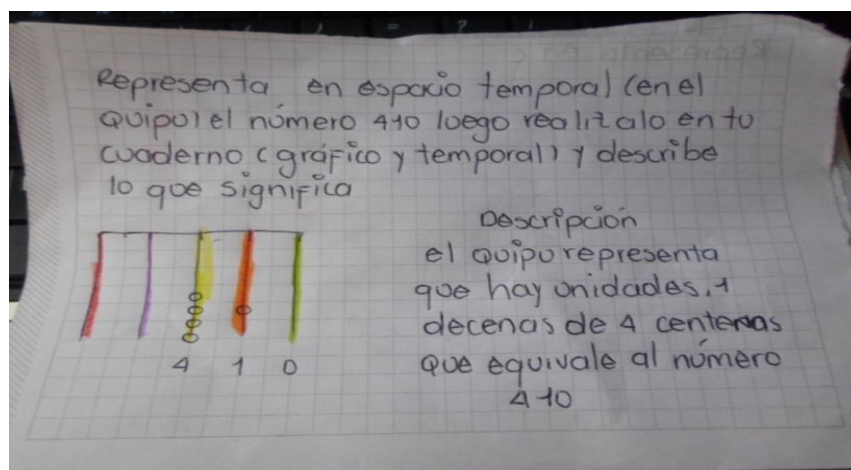 Representa en espacio temporal (en el
Quipu) el número 410 luego realizalo en tu
cuaderno (gráfico y temporal) y describe
lo que significa
Descripción
el quipu representa
que hay unidades, 1
decenas de 4 centenas
que equivale al número
410
4 1 0